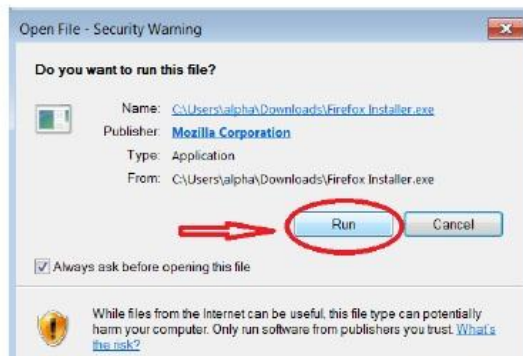 Open File - Security Warning
Do you want to run this file?
Name: C:\Users\alpha\Downloads\Firefox Installer.exe
Publisher: Mozilla Corporation
Type: Application
From: C:\Users\alpha\Downloads\Firefox Installer.exe
Run Cancel
Always ask before opening this file
While files from the Internet can be useful, this file type can potentially
harm your computer. Only run software from publishers you trust. What's
the risk?